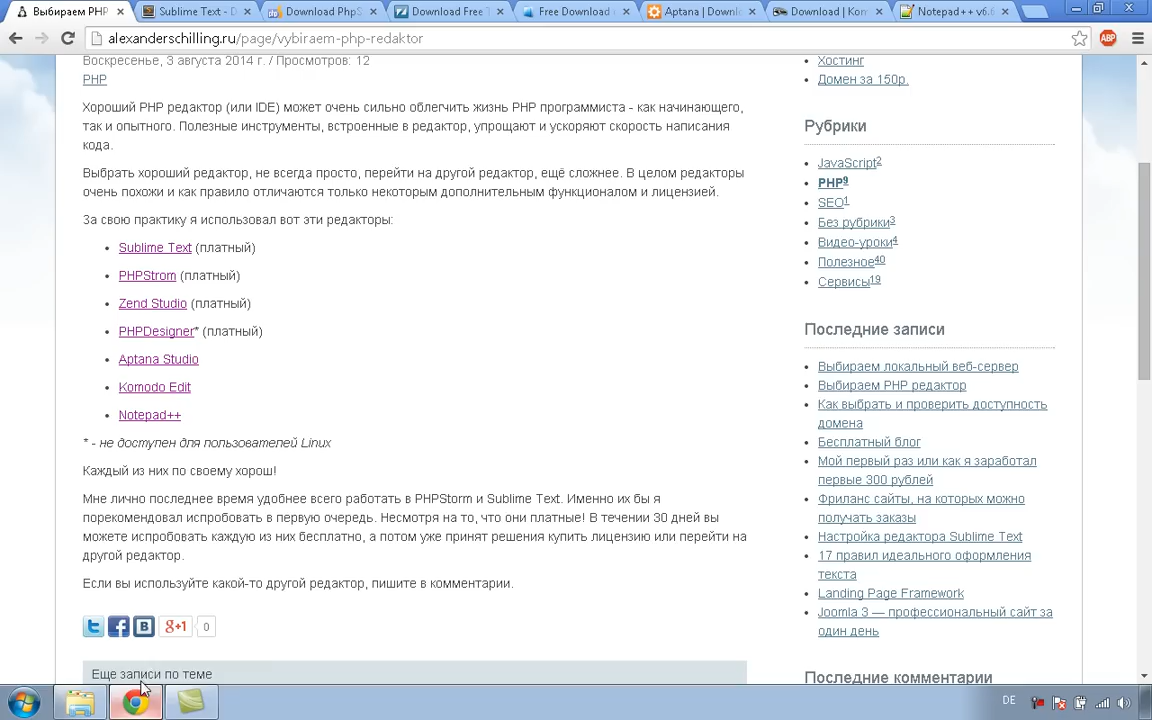 Выбираем PHP
Sublime Text - D
Download PhpS
Download Free
Free Download
Aptana | Downl
Download | Kom
Notepad++ v6.6
alexanderschilling.ru/page/vybiraem-php-redaktor
ABP
Воскресенье, 3 августа 2014 г. / Просмотров: 12
PHP
Хороший PHP редактор (или IDE) может очень сильно облегчить жизнь PHP программиста - как начинающего,
так и опытного. Полезные инструменты, встроенные в редактор, упрощают и ускоряют скорость написания
кода.
Выбрать хороший редактор, не всегда просто, перейти на другой редактор, ещё сложнее. В целом редакторы
очень похожи и как правило отличаются только некоторым дополнительным функционалом и лицензией.
За свою практику я использовал вот эти редакторы:
• Sublime Text (платный)
• PHPStrom (платный)
• Zend Studio (платный)
• PHPDesigner* (платный)
• Aptana Studio
• Komodo Edit
• Notepad++
* - не доступен для пользователей Linux
Каждый из них по своему хорош!
Мне лично последнее время удобнее всего работать в PHPStorm и Sublime Text. Именно их бы я
порекомендовал испробовать в первую очередь. Несмотря на то, что они платные! В течении 30 дней вы
можете испробовать каждую из них бесплатно, а потом уже принят решения купить лицензию или перейти на
другой редактор.
Если вы используйте какой-то другой редактор, пишите в комментарии.
g+1 0
Еще записи по теме
• Хостинг
• Домен за 150р.
Рубрики
• JavaScript2
• PHP9
• SEO1
• Без рубрики3
• Видео-уроки4
• Полезное40
• Сервисы19
Последние записи
• Выбираем локальный веб-сервер
• Выбираем PHP редактор
• Как выбрать и проверить доступность
домена
• Бесплатный блог
• Мой первый раз или как я заработал
первые 300 рублей
• Фриланс сайты, на которых можно
получать заказы
• Настройка редактора Sublime Text
• 17 правил идеального оформления
текста
• Landing Page Framework
• Joomla 3 — профессиональный сайт за
один день
Последние комментарии
DE